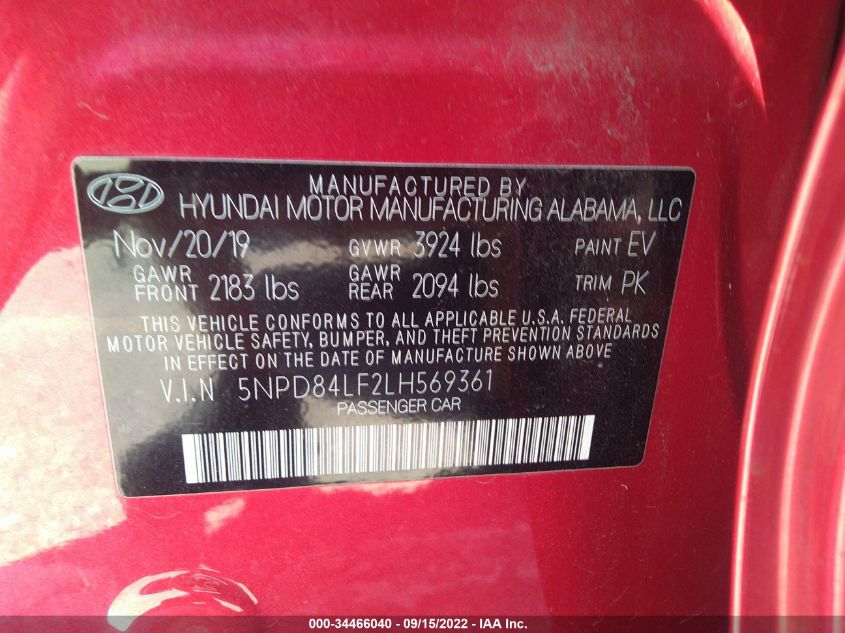 MANUFACTURED BY
HYUNDAI MOTOR MANUFACTURING ALABAMA, LLC
Nov/20/19 GVWR 3924 lbs PAINT EV
GAWR FRONT 2183 lbs GAWR REAR 2094 lbs TRIM PK
THIS VEHICLE CONFORMS TO ALL APPLICABLE U.S.A. FEDERAL
MOTOR VEHICLE SAFETY, BUMPER, AND THEFT PREVENTION STANDARDS
IN EFFECT ON THE DATE OF MANUFACTURE SHOWN ABOVE
V.I.N 5NPD84LF2LH569361
PASSENGER CAR
000-34466040 - 09/15/2022 - IAA Inc.